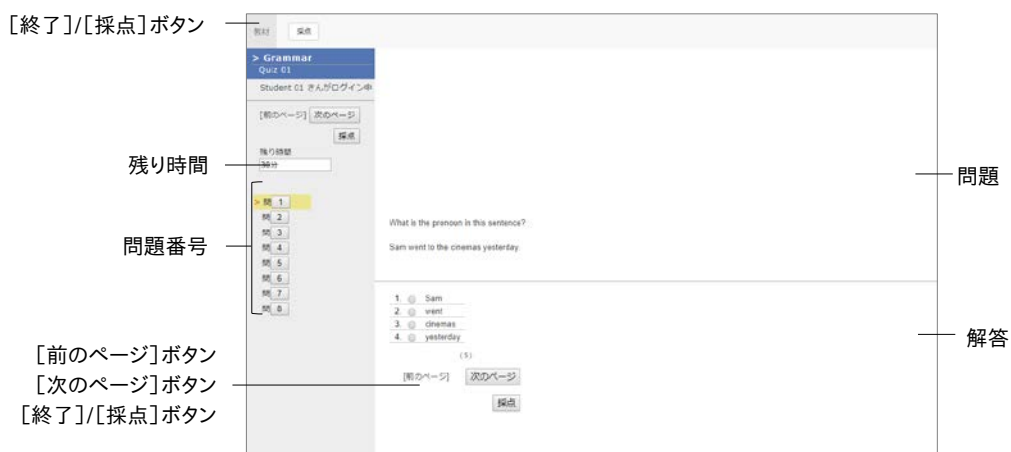 ［終了］/［採点］ボタン
教材
採点
> Grammar
Quiz 01
Student 01 さんがログイン中
[前のページ] 次のページ
採点
残り時間
残り時間
30分
問題番号
> 問 1
問 2
問 3
問 4
問 5
問 6
問 7
問 8
What is the pronoun in this sentence?
Sam went to the cinemas yesterday.
問題
1. Sam
2. went
3. cinemas
4. yesterday
(5)
[前のページ] 次のページ
採点
解答
［前のページ］ボタン
［次のページ］ボタン
［終了］/［採点］ボタン